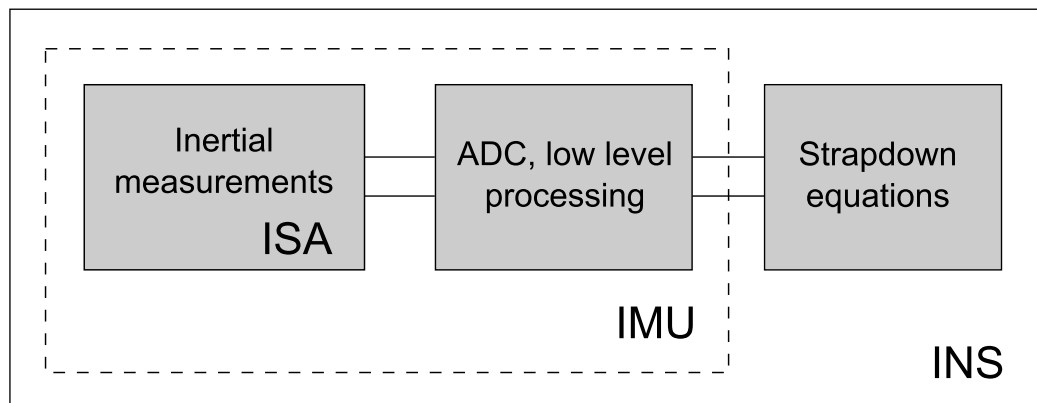 Inertial
measurements
ISA
ADC, low level
processing
Strapdown
equations
IMU
INS